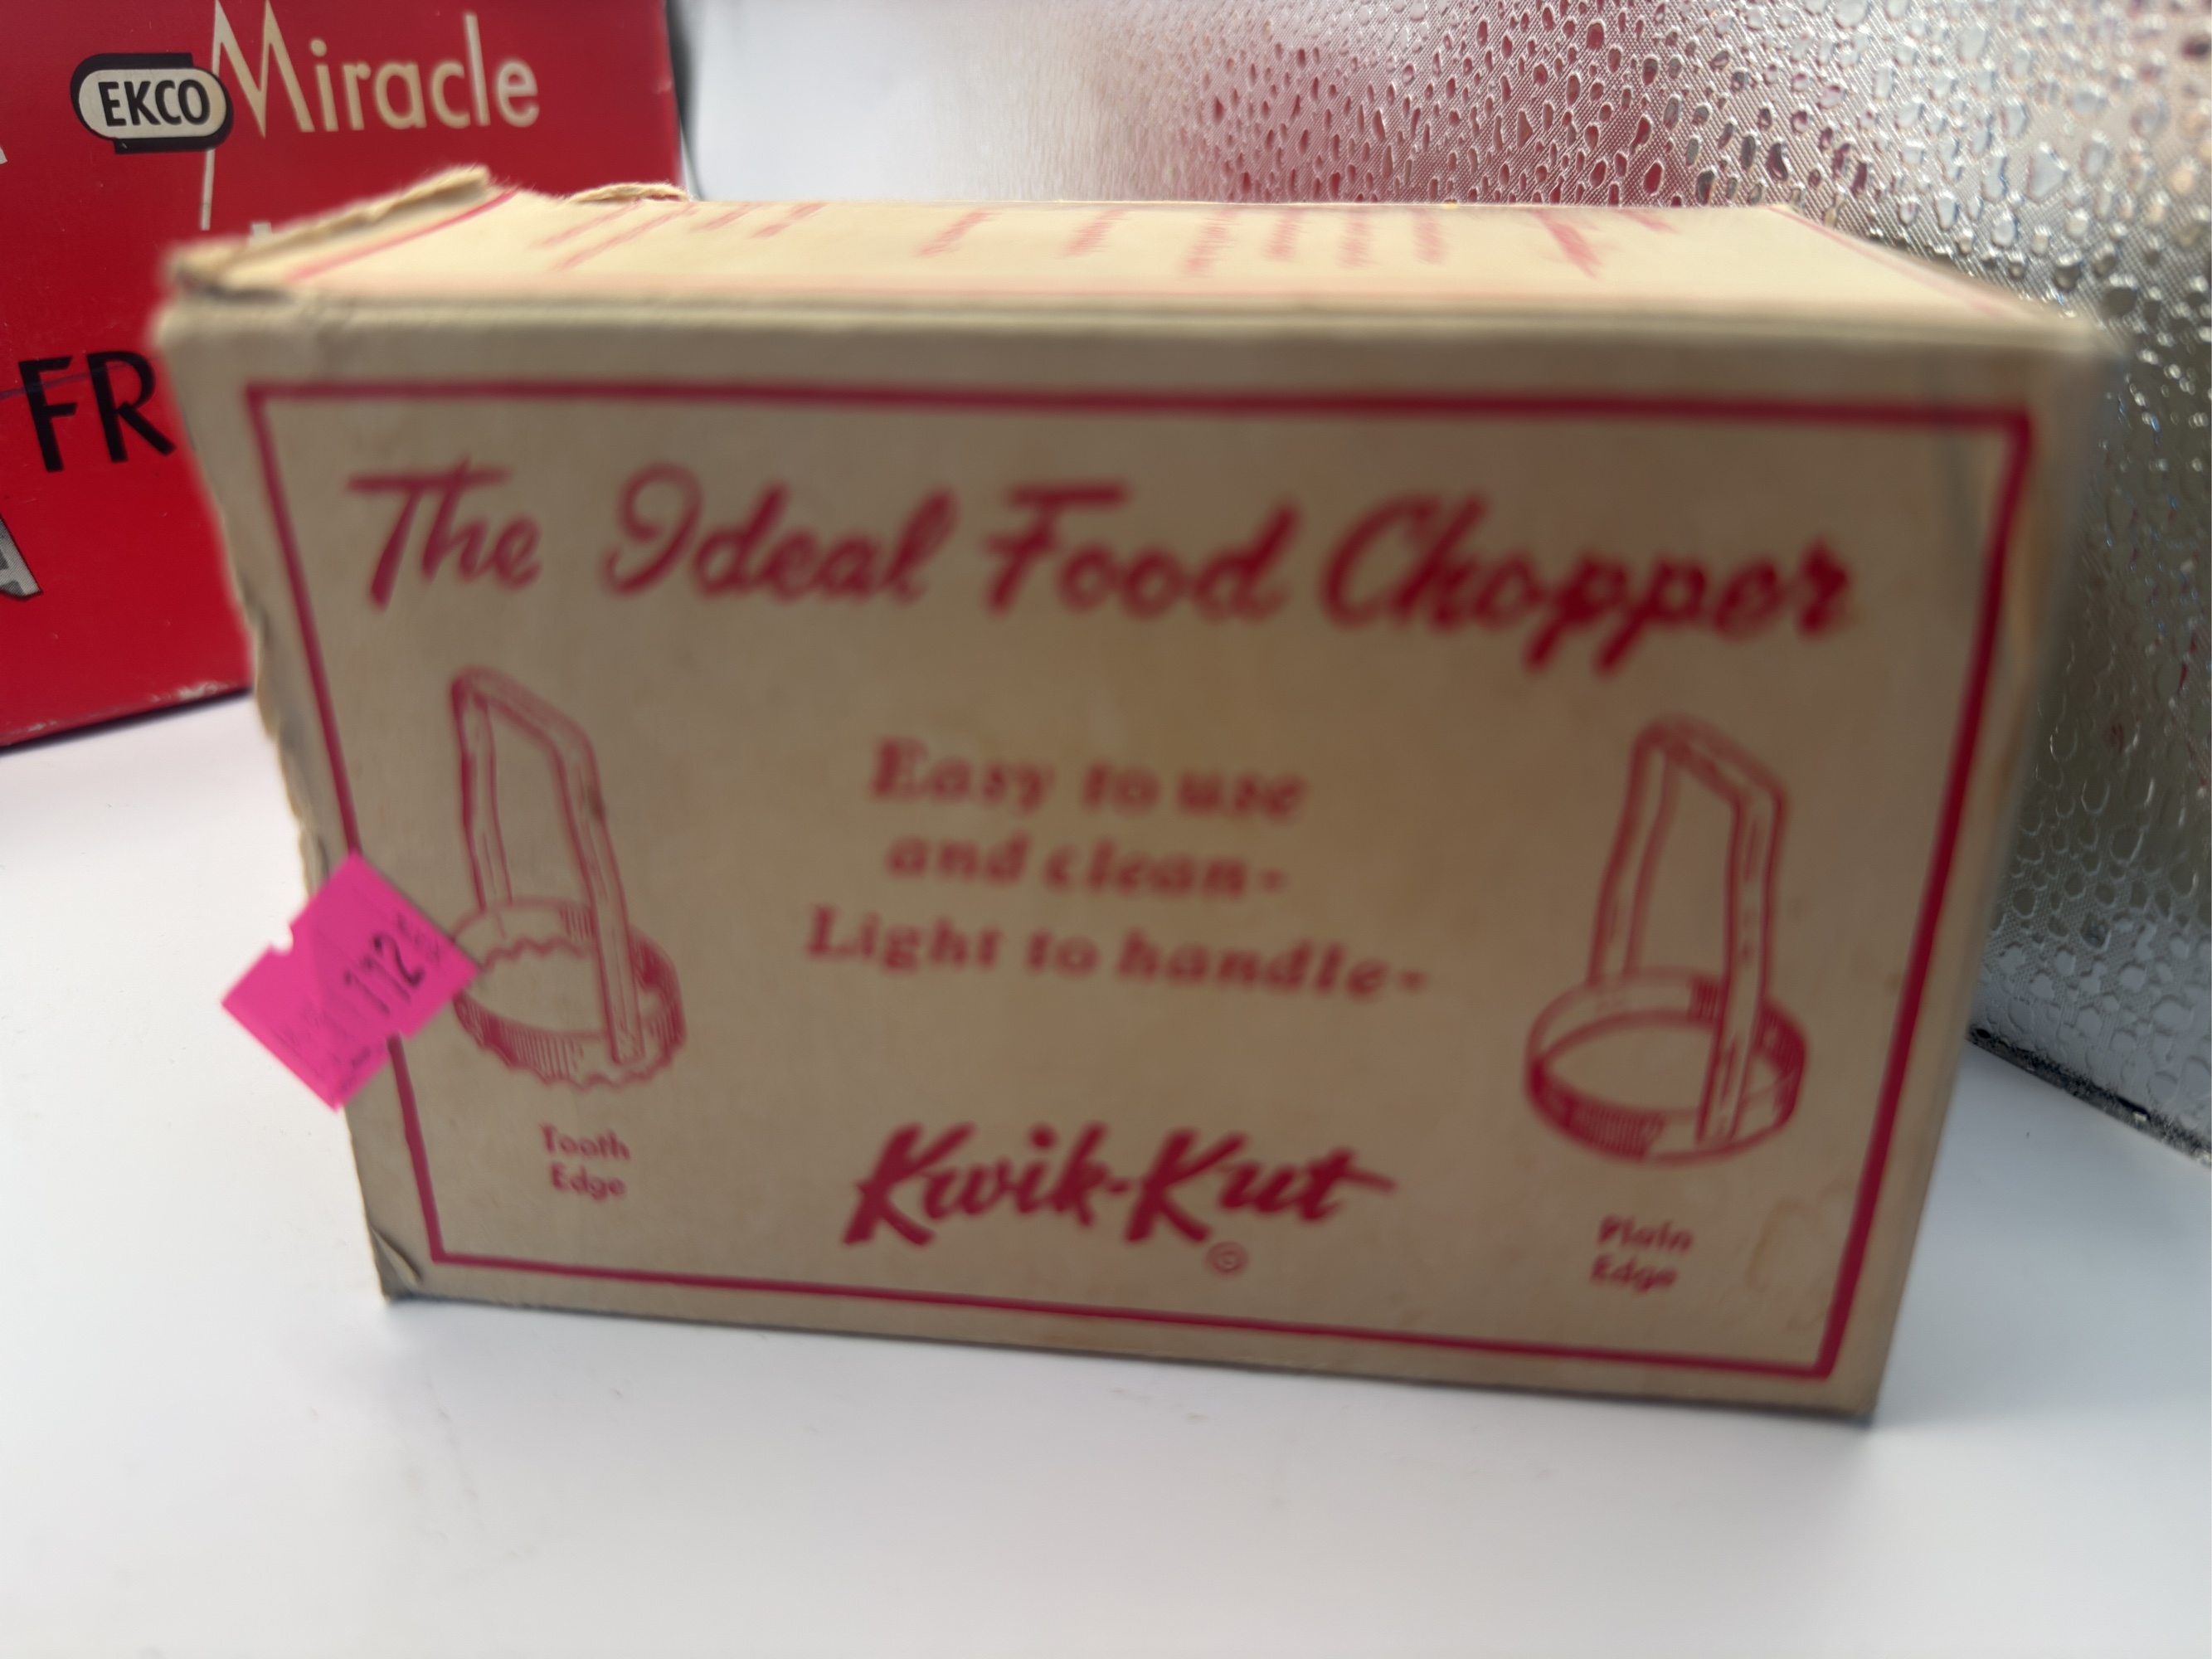 EKCO Miracle
FR
A
The Ideal Food Chopper
Easy to use
and clean-
Light to handle-
Tooth
Edge
Kwik-Kut
©
Plain
Edge